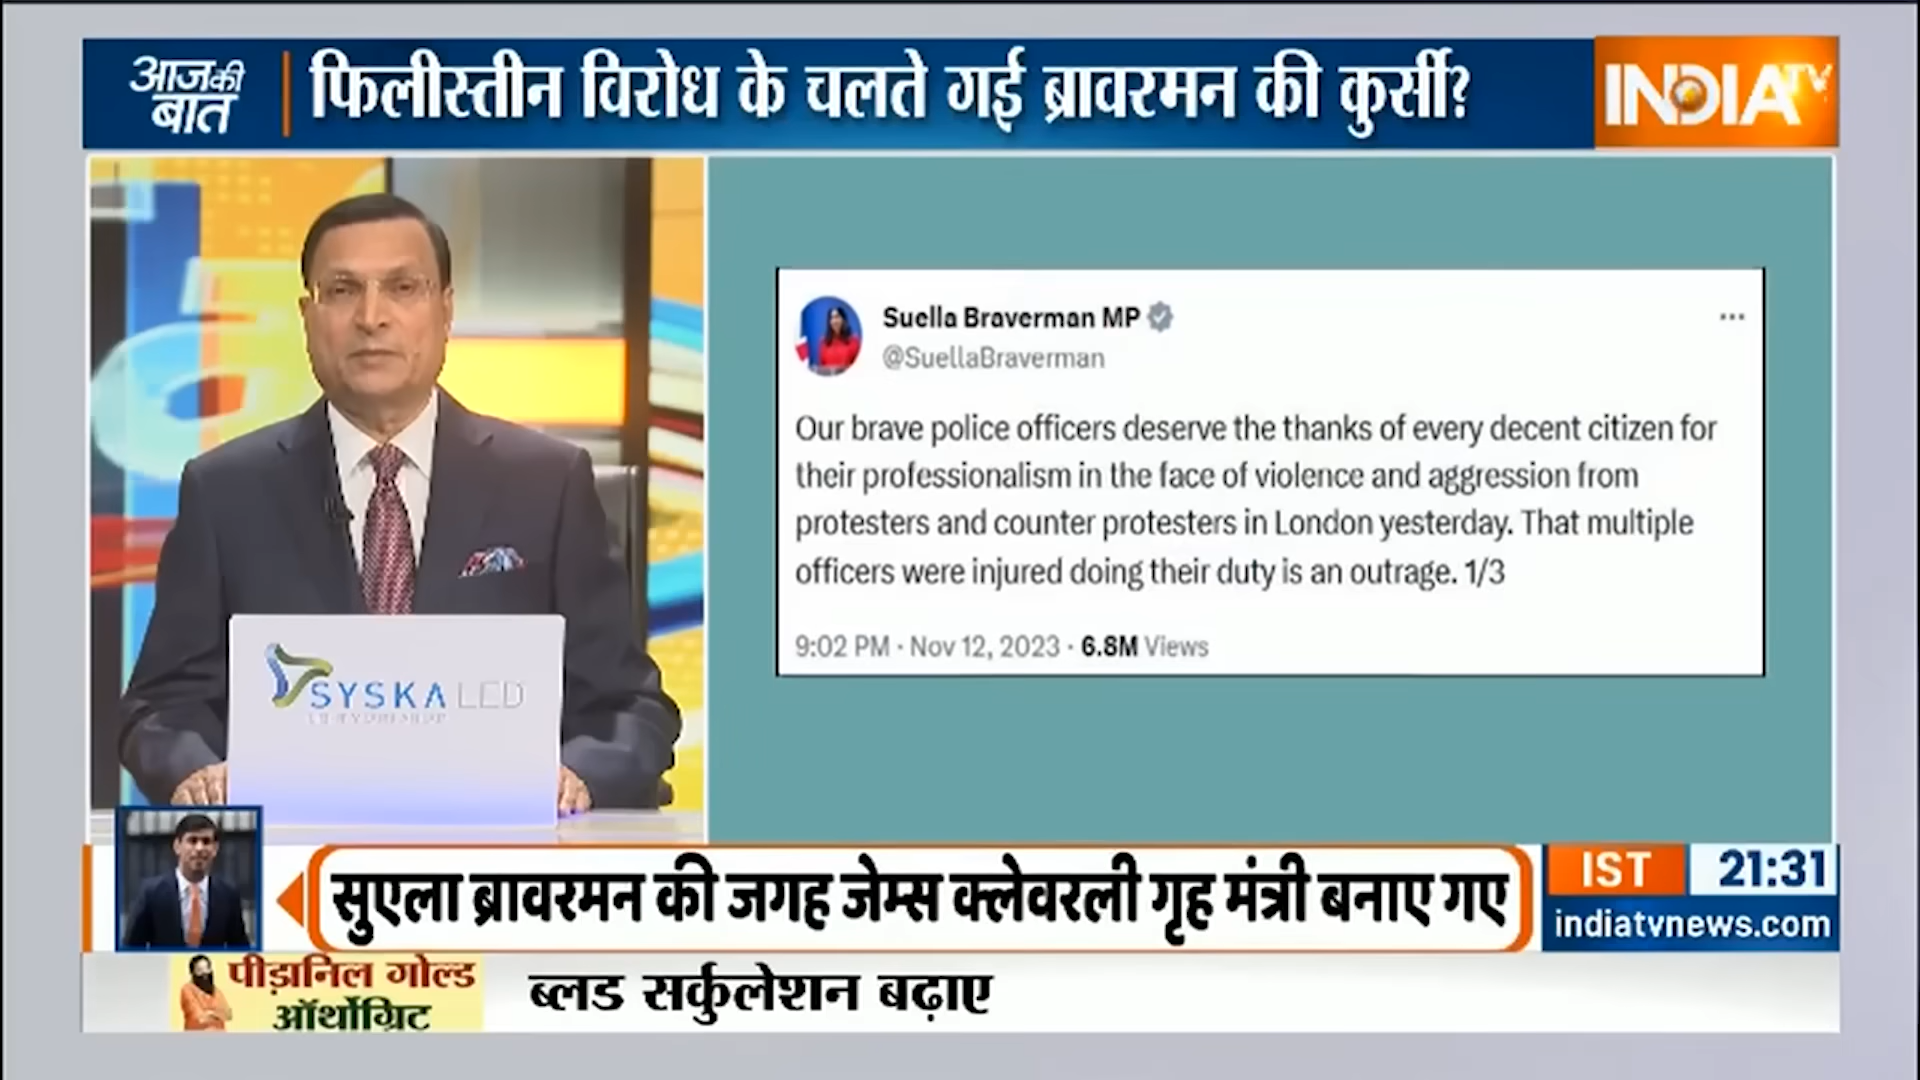 आज की
बात
फिलीस्तीन विरोध के चलते गई ब्रावरमन की कुर्सी?
INDIA TV
Suella Braverman MP
@SuellaBraverman
Our brave police officers deserve the thanks of every decent citizen for
their professionalism in the face of violence and aggression from
protesters and counter protesters in London yesterday. That multiple
officers were injured doing their duty is an outrage. 1/3
9:02 PM · Nov 12, 2023 · 6.8M Views
SYSKA LED
सुएला ब्रावरमन की जगह जेम्स क्लेवरली गृह मंत्री बनाए गए
IST 21:31
indiatvnews.com
पीड़ानिल गोल्ड
ऑर्थोग्रिट
ब्लड सर्कुलेशन बढ़ाए